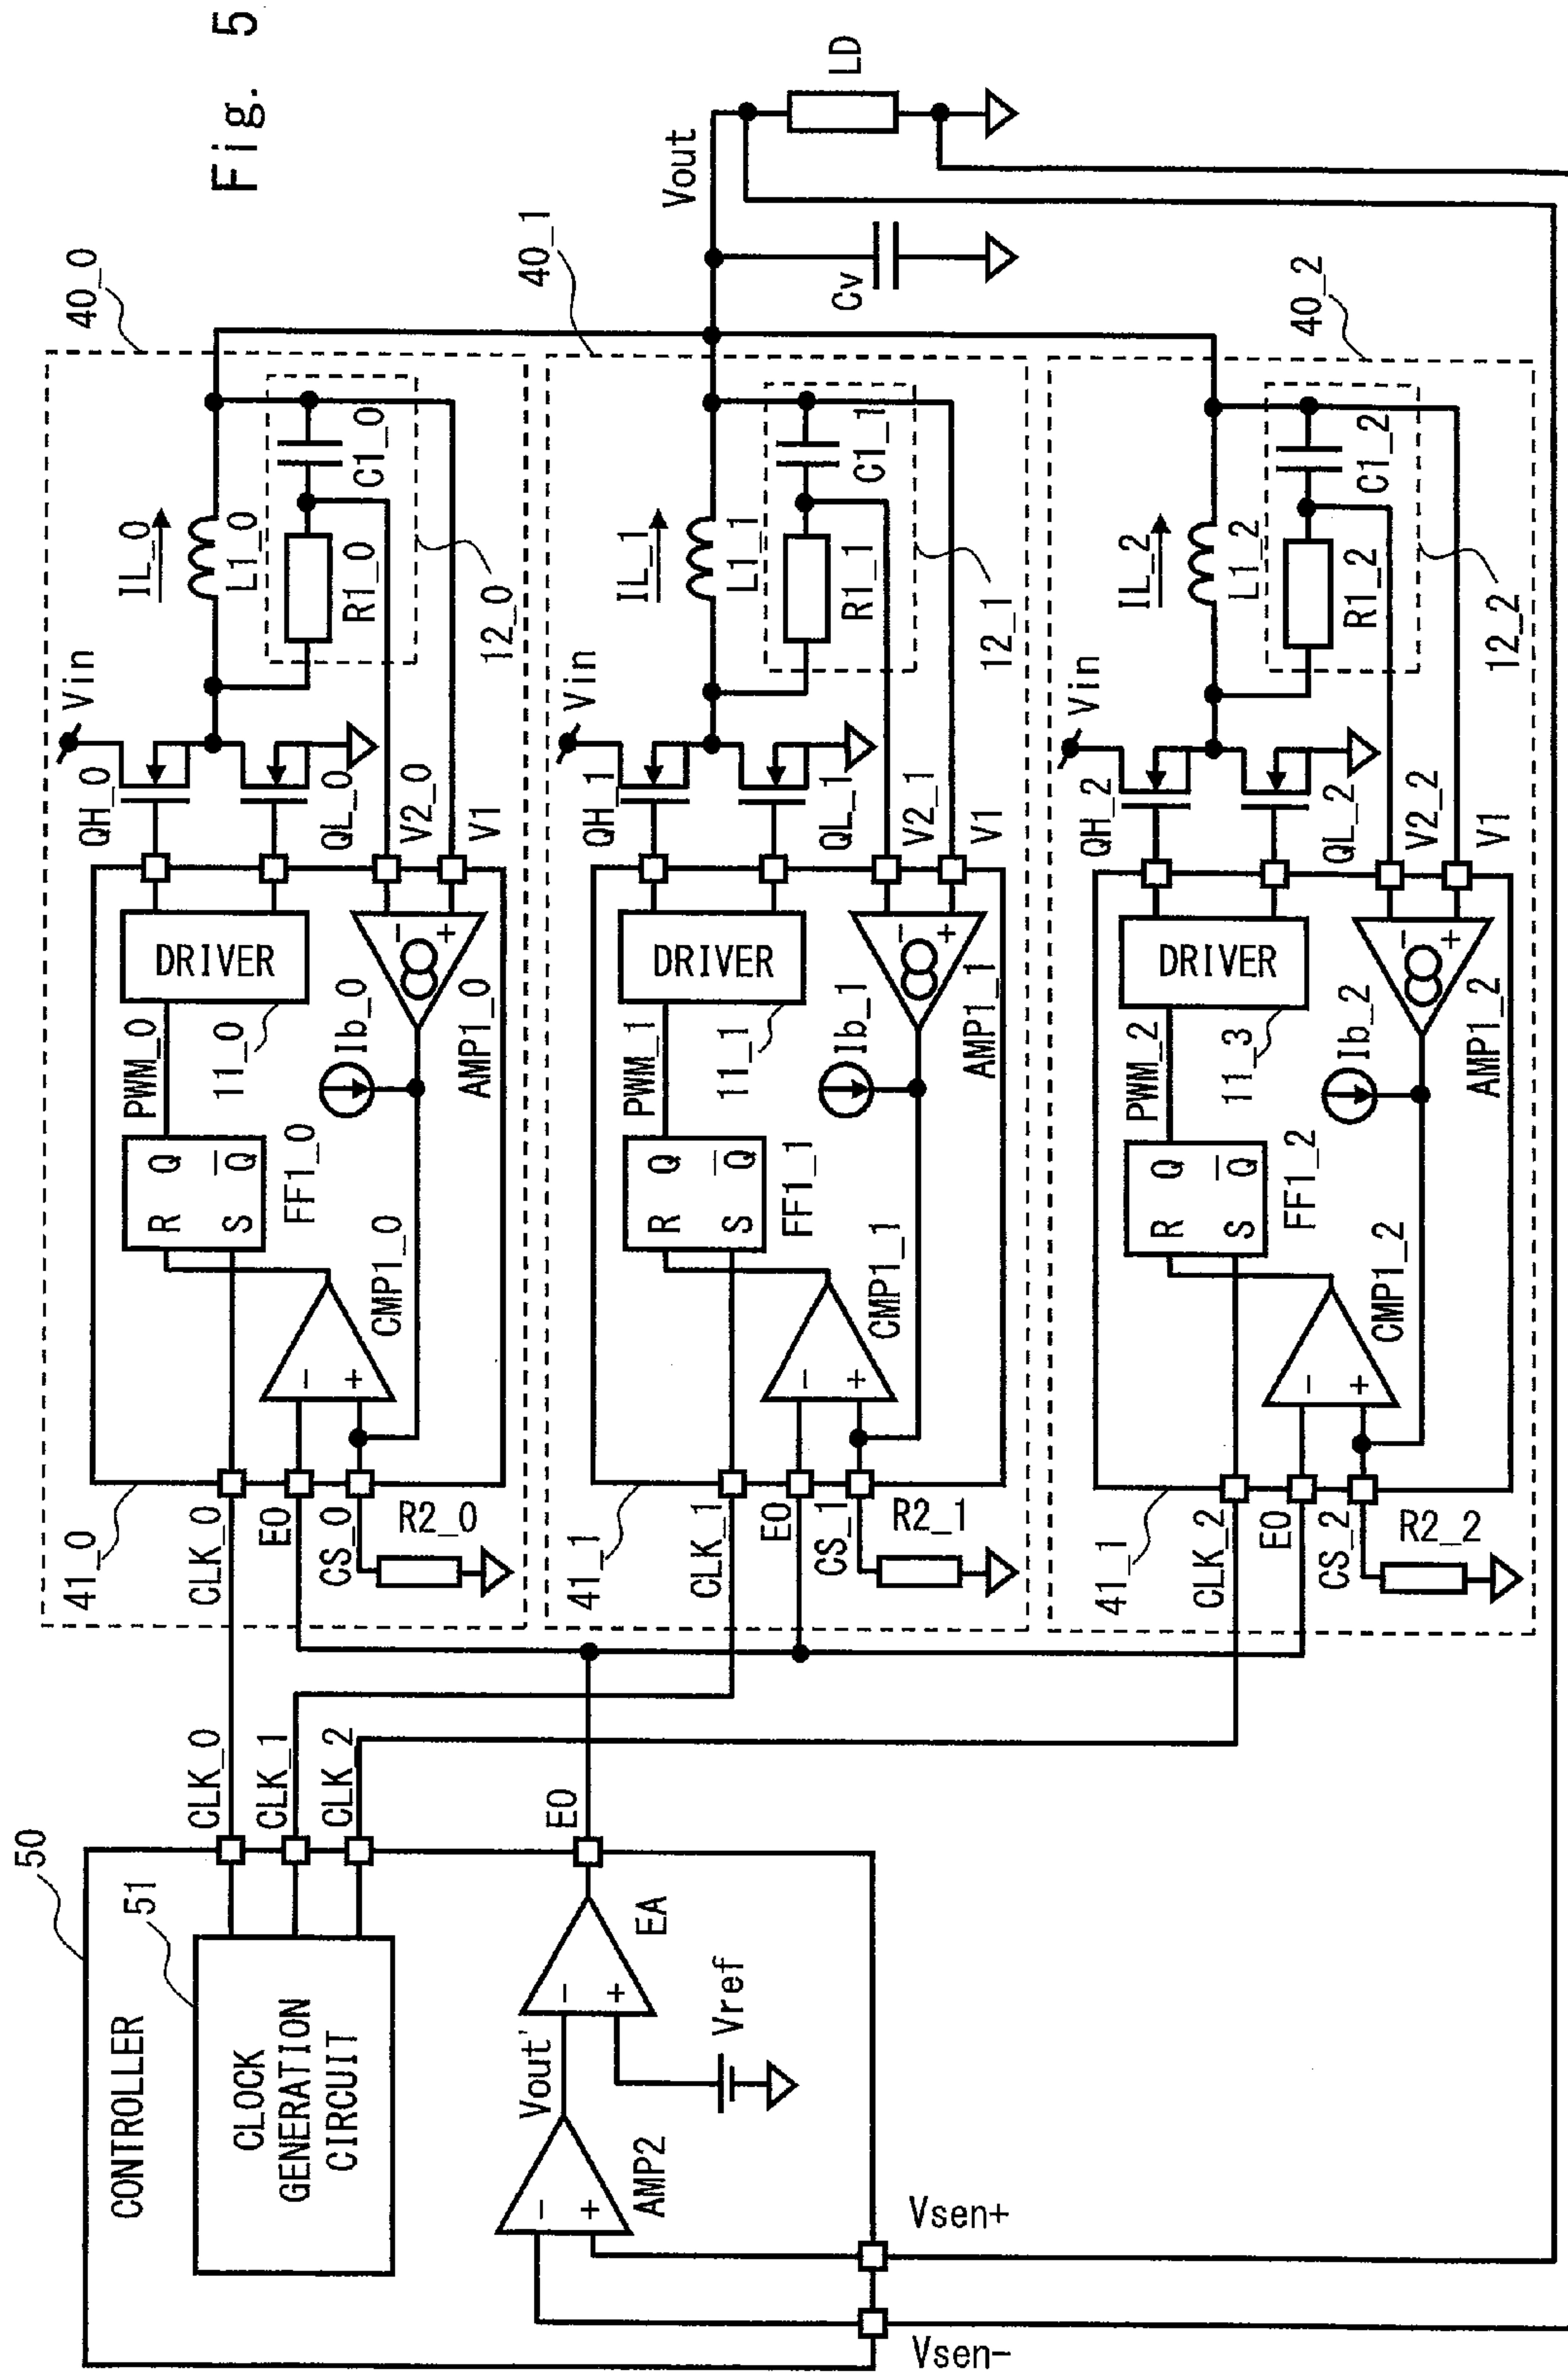 Fig. 5
40_0
Vin
IL_0
QH_0
L1_0
R1_0
C1_0
12_0
QL_0
V2_0
V1
DRIVER
PWM_0
11_0
Ib_0
AMP1_0
R
Q
S
Q̅
FF1_0
CMP1_0
-
+
-
+
41_0
CLK_0
EO
CS_0
R2_0
40_1
Vin
IL_1
QH_1
L1_1
R1_1
C1_1
12_1
QL_1
V2_1
V1
DRIVER
PWM_1
11_1
Ib_1
AMP1_1
R
Q
S
Q̅
FF1_1
CMP1_1
-
+
-
+
41_1
CLK_1
EO
CS_1
R2_1
40_2
Vin
IL_2
QH_2
L1_2
R1_2
C1_2
12_2
QL_2
V2_2
V1
DRIVER
PWM_2
11_3
Ib_2
AMP1_2
R
Q
S
Q̅
FF1_2
CMP1_2
-
+
-
+
41_1
CLK_2
EO
CS_2
R2_2
Vout
Cv
LD
50
CONTROLLER
51
CLOCK
GENERATION
CIRCUIT
CLK_0
CLK_1
CLK_2
EO
EA
-
+
Vout'
Vref
AMP2
-
+
Vsen+
Vsen-